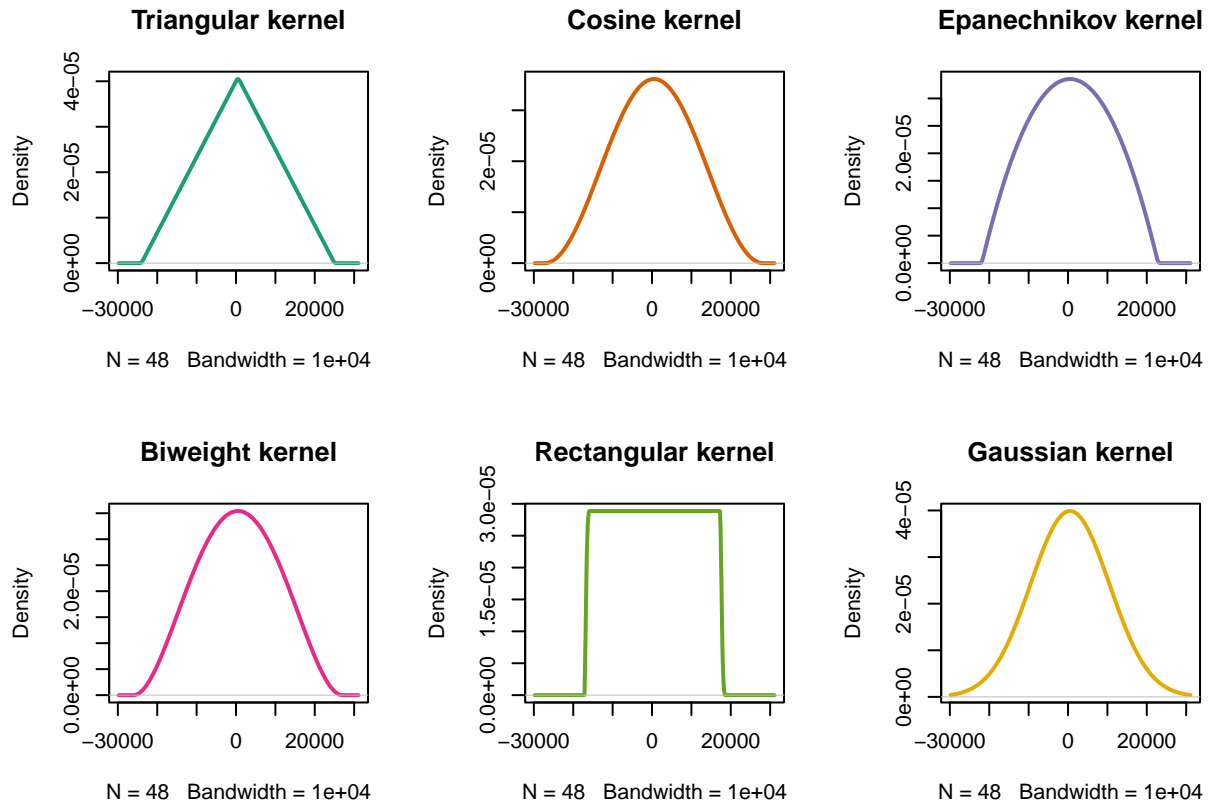 Triangular kernel
Density
0e+00 2e−05 4e−05
−30000 0 20000
N = 48 Bandwidth = 1e+04
Cosine kernel
Density
0e+00 2e−05
−30000 0 20000
N = 48 Bandwidth = 1e+04
Epanechnikov kernel
Density
0.0e+00 2.0e−05
−30000 0 20000
N = 48 Bandwidth = 1e+04
Biweight kernel
Density
0.0e+00 2.0e−05
−30000 0 20000
N = 48 Bandwidth = 1e+04
Rectangular kernel
Density
0.0e+00 1.5e−05 3.0e−05
−30000 0 20000
N = 48 Bandwidth = 1e+04
Gaussian kernel
Density
0e+00 2e−05 4e−05
−30000 0 20000
N = 48 Bandwidth = 1e+04